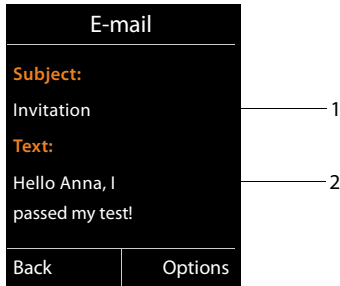 E-mail
Subject:
Invitation
1
Text:
Hello Anna, I
2
passed my test!
Back Options